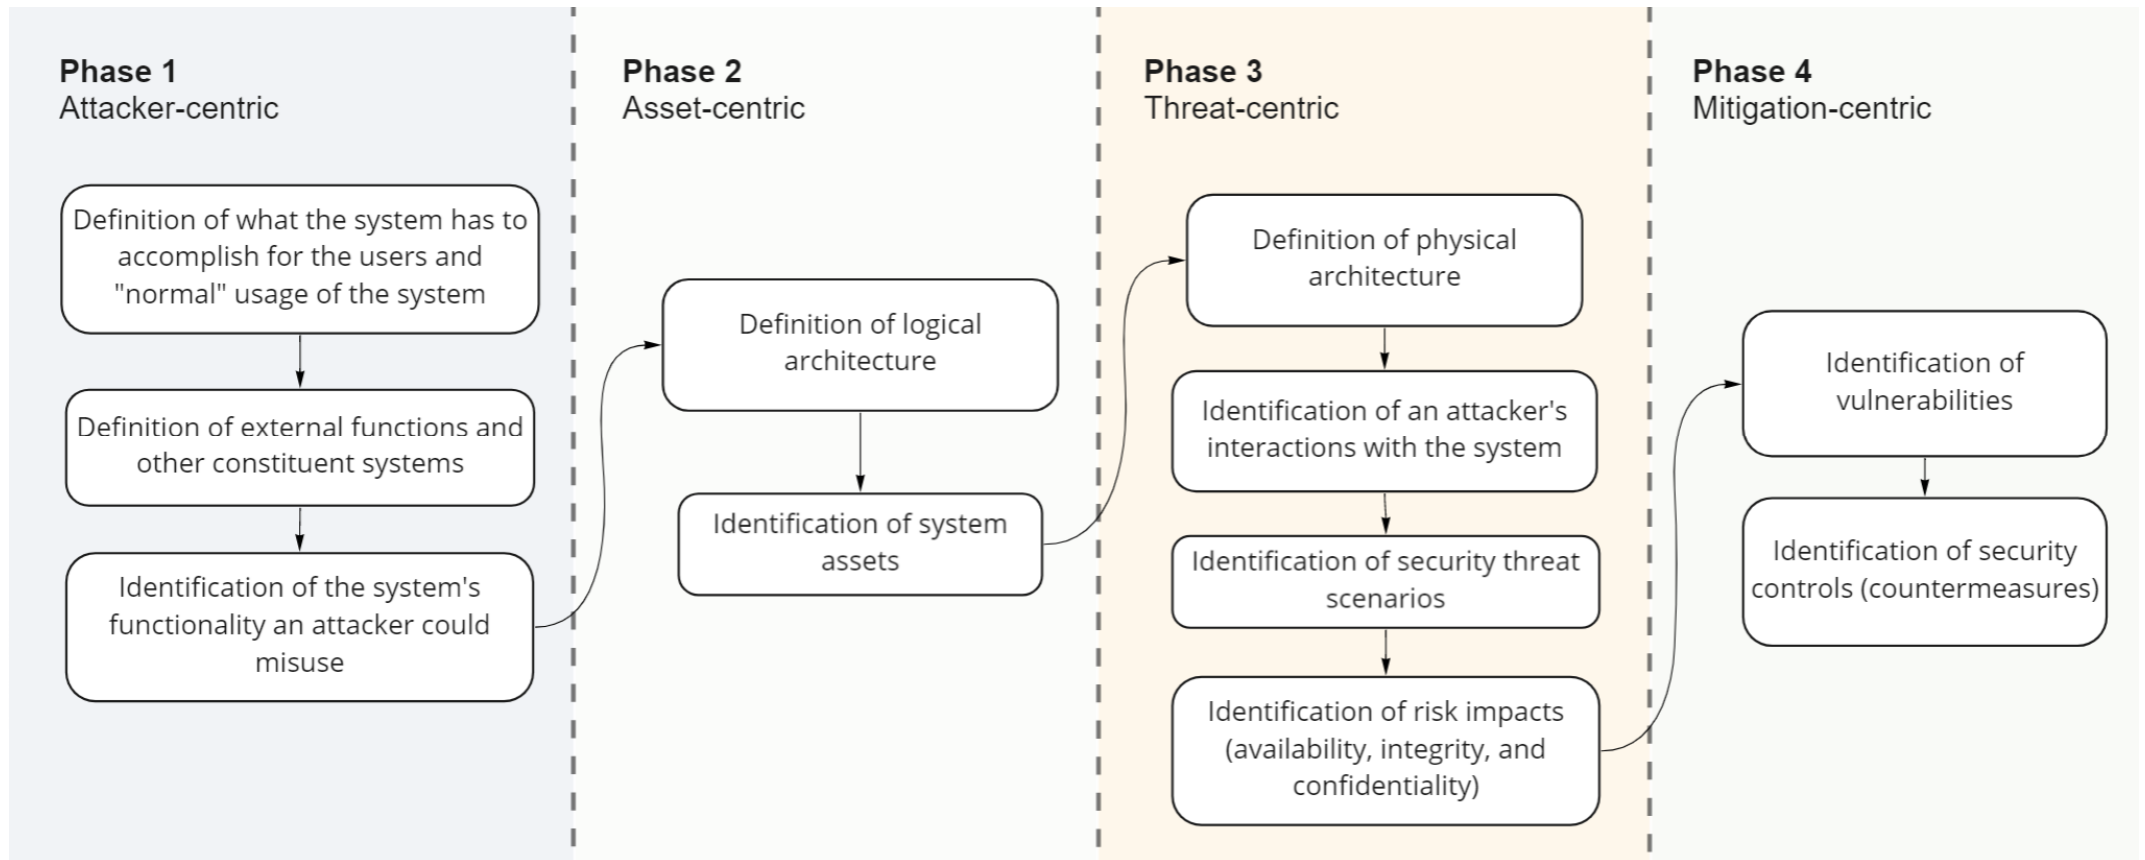 Phase 1
Attacker-centric
Definition of what the system has to
accomplish for the users and
"normal" usage of the system
Definition of external functions and
other constituent systems
Identification of the system's
functionality an attacker could
misuse
Phase 2
Asset-centric
Definition of logical
architecture
Identification of system
assets
Phase 3
Threat-centric
Definition of physical
architecture
Identification of an attacker's
interactions with the system
Identification of security threat
scenarios
Identification of risk impacts
(availability, integrity, and
confidentiality)
Phase 4
Mitigation-centric
Identification of
vulnerabilities
Identification of security
controls (countermeasures)